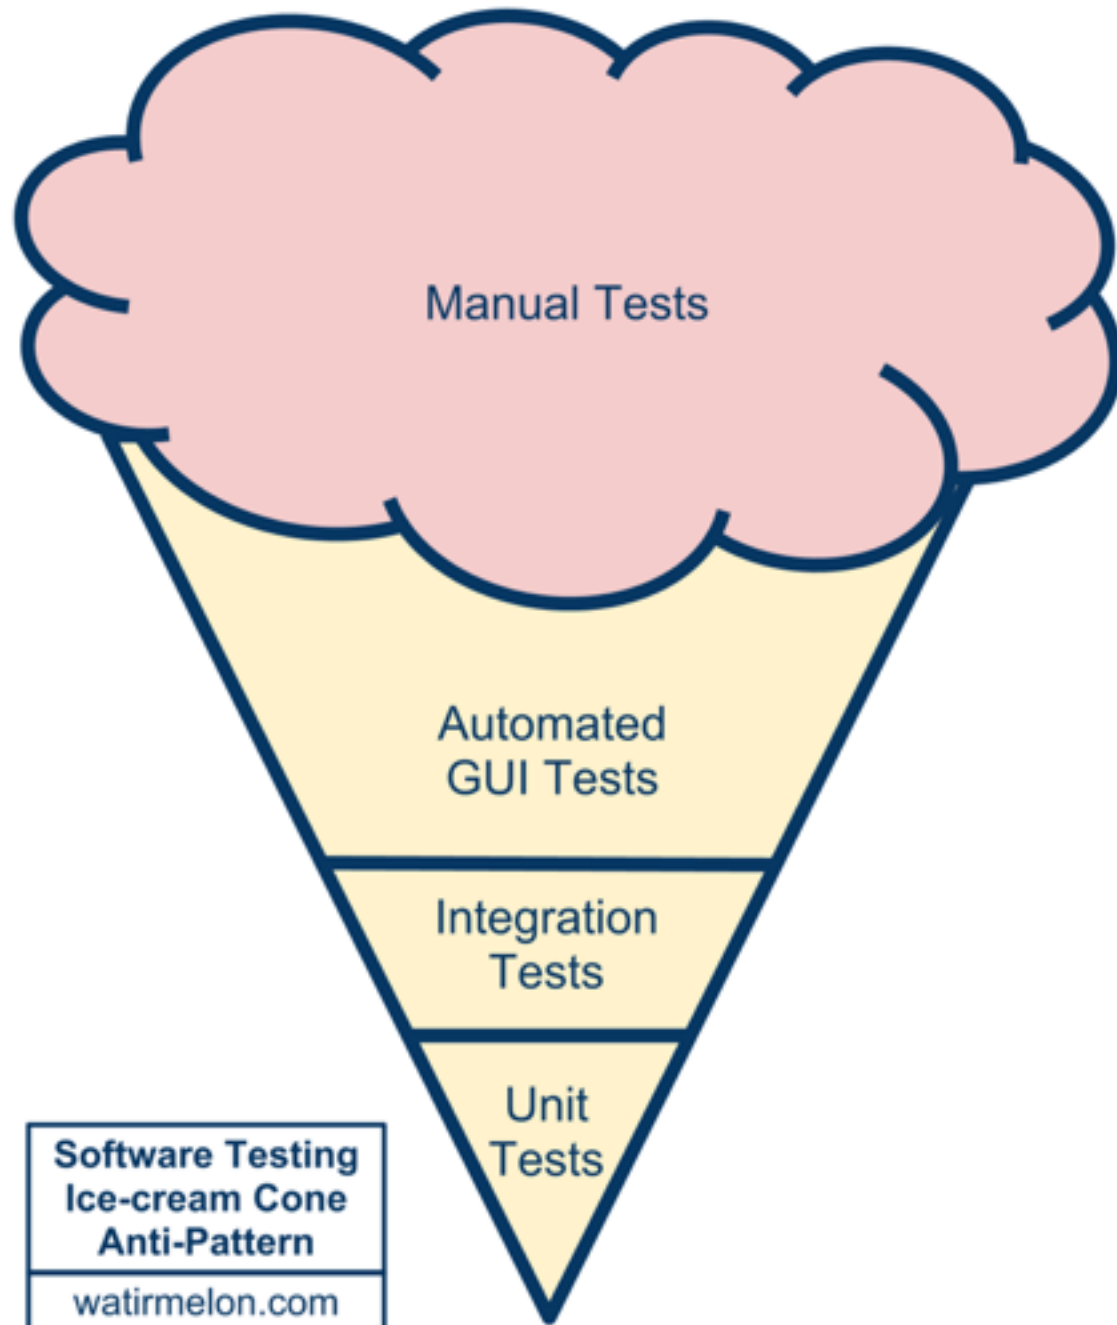 Manual Tests
Automated
GUI Tests
Integration
Tests
Unit
Tests
Software Testing
Ice-cream Cone
Anti-Pattern
watirmelon.com